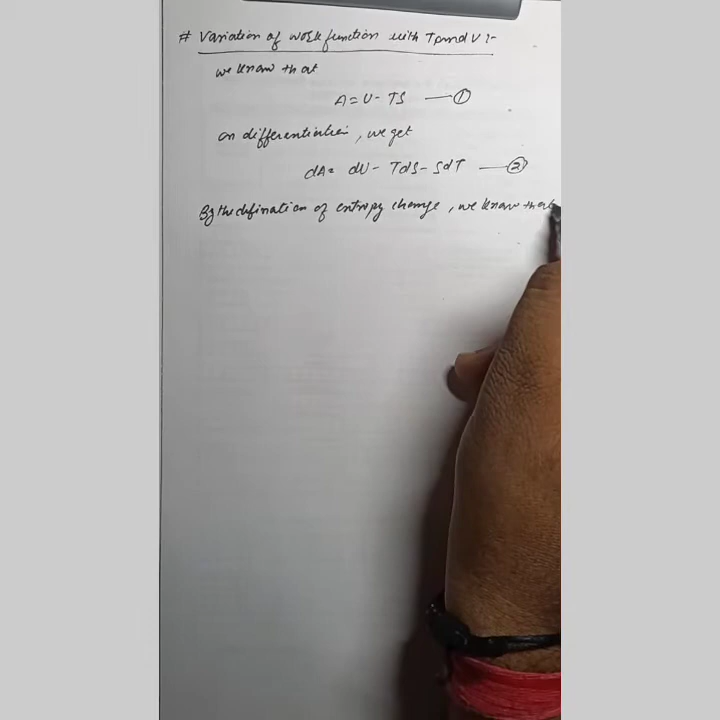 # Variation of work function with T and V :-
we know that
A = U - TS —①
on differentiation, we get
dA = dU - TdS - SdT —②
By the defination of entropy change, we know that